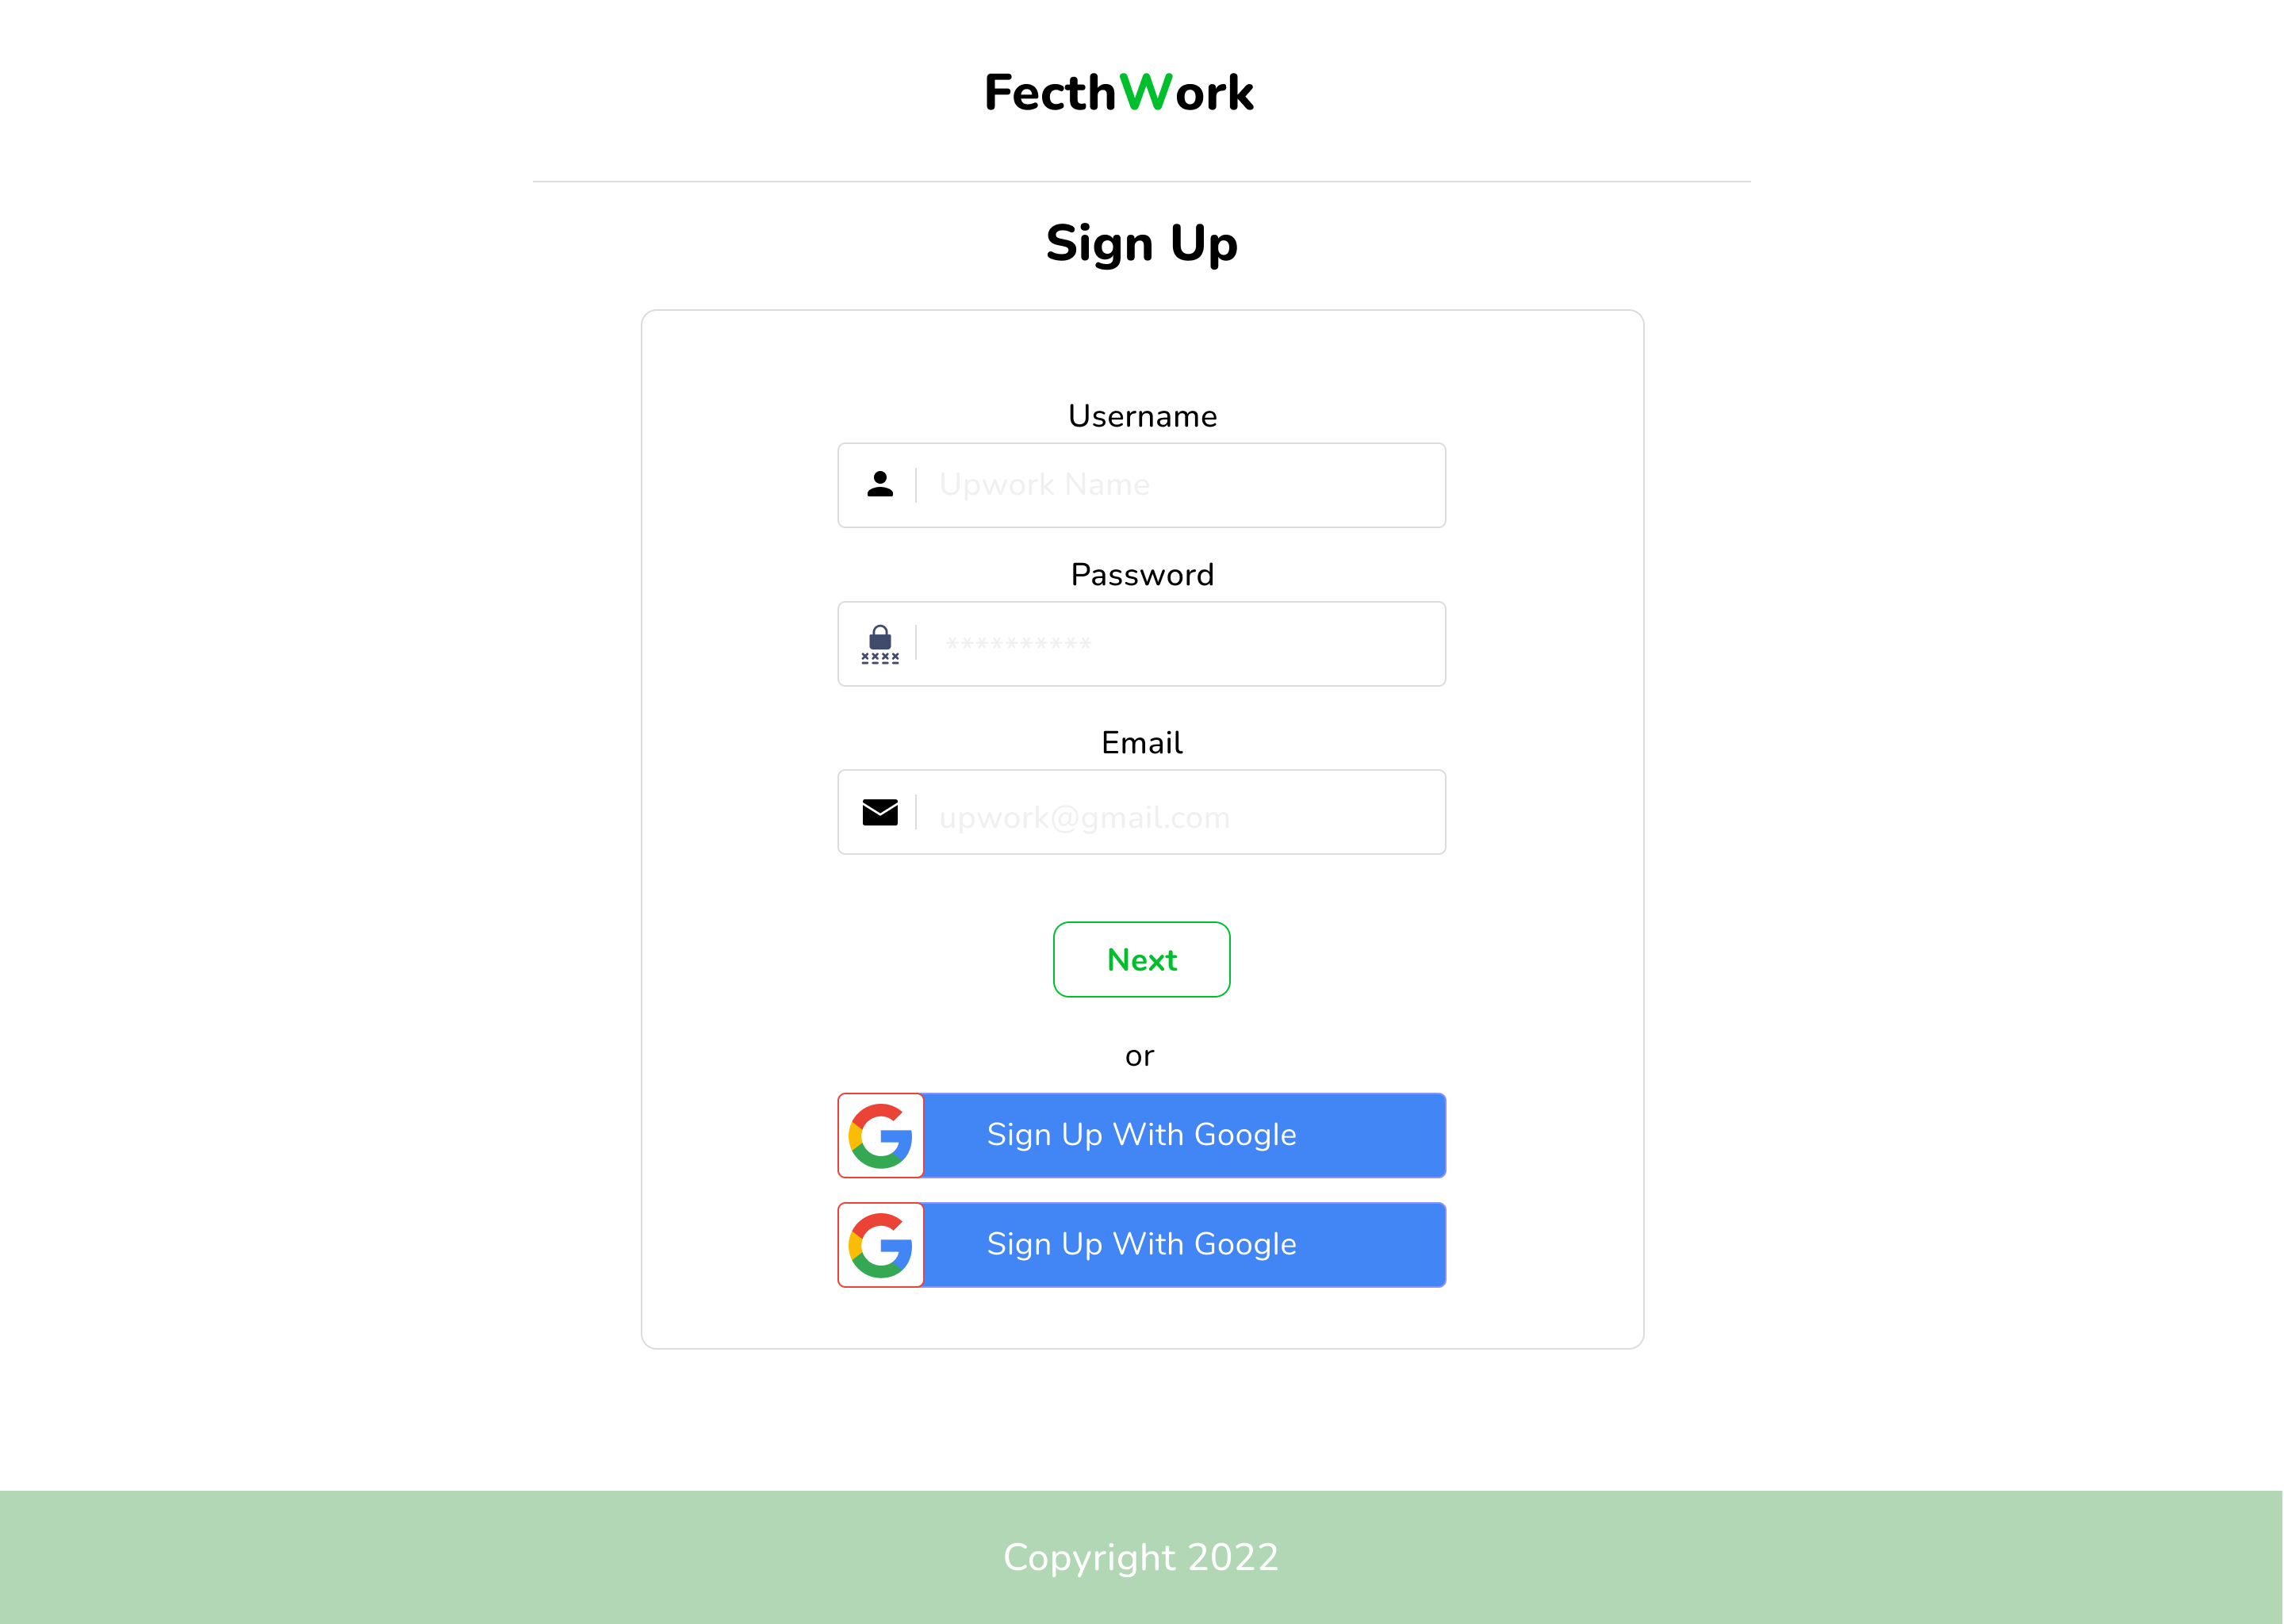 FecthWork
Sign Up
Username
Upwork Name
Password
**********
Email
upwork@gmail.com
Next
or
Sign Up With Google
Sign Up With Google
Copyright 2022